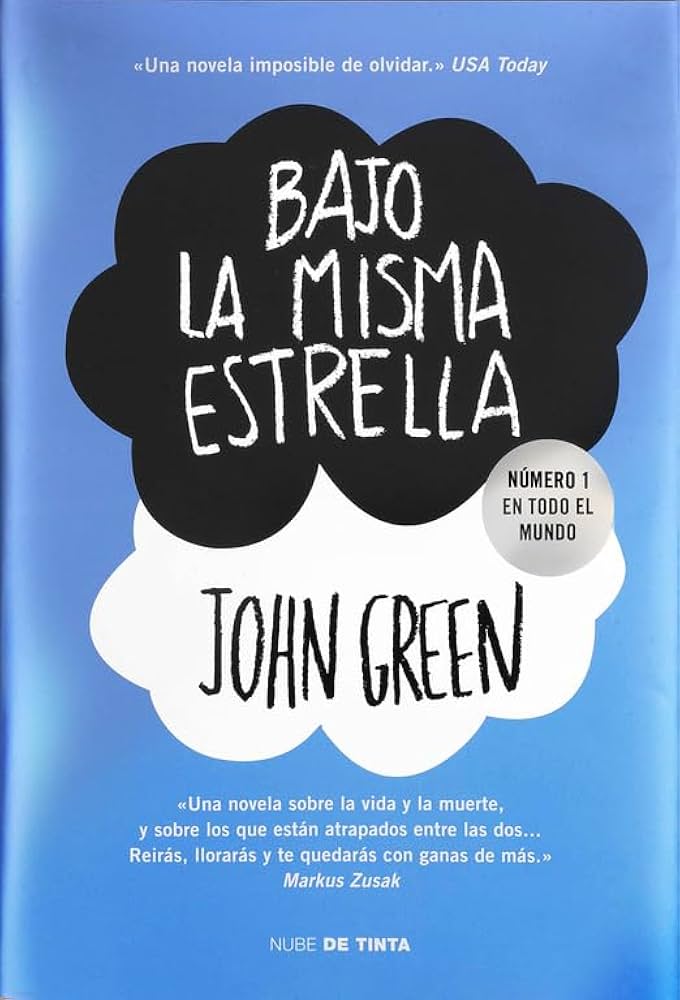 «Una novela imposible de olvidar.» USA Today
BAJO
LA MISMA
ESTRELLA
NÚMERO 1
EN TODO EL
MUNDO
JOHN GREEN
«Una novela sobre la vida y la muerte,
y sobre los que están atrapados entre las dos...
Reirás, llorarás y te quedarás con ganas de más.»
Markus Zusak
NUBE DE TINTA